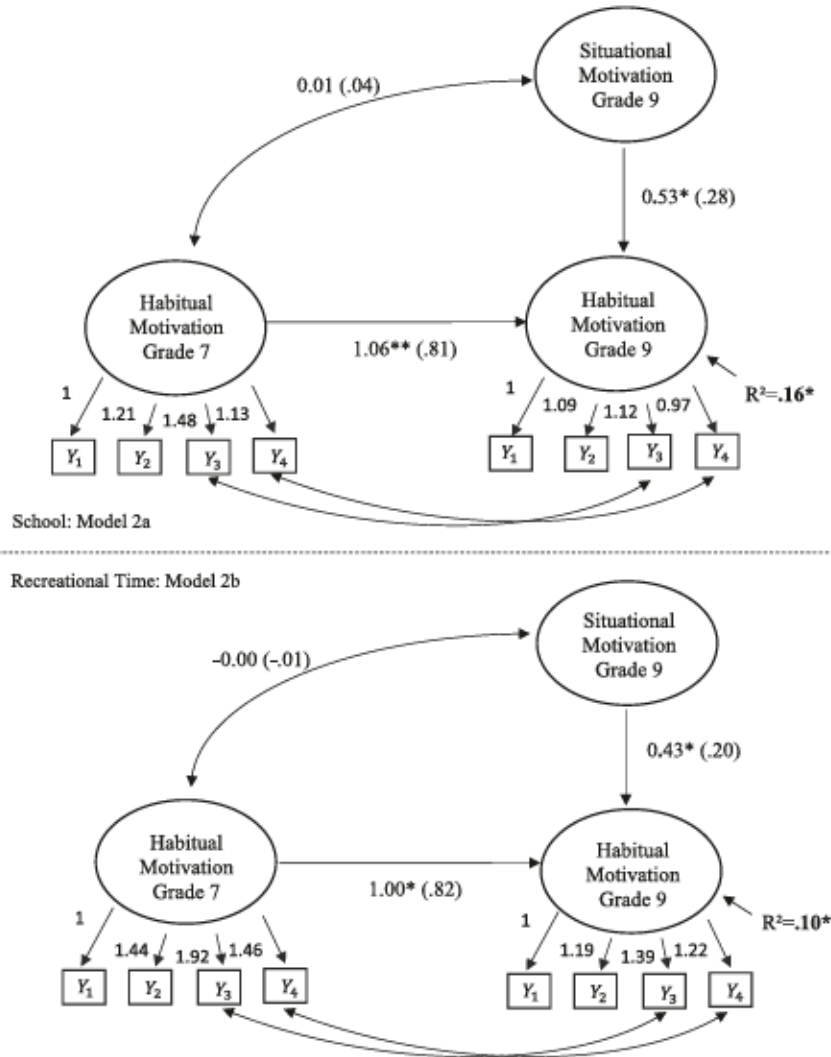 Situational
Motivation
Grade 9
0.01 (.04)
0.53* (.28)
Habitual
Motivation
Grade 7
Habitual
Motivation
Grade 9
1.06** (.81)
R²=.16*
1
1.21
1.48
1.13
1
1.09
1.12
0.97
Y₁
Y₂
Y₃
Y₄
Y₁
Y₂
Y₃
Y₄
School: Model 2a
Recreational Time: Model 2b
Situational
Motivation
Grade 9
-0.00 (-.01)
0.43* (.20)
Habitual
Motivation
Grade 7
Habitual
Motivation
Grade 9
1.00* (.82)
R²=.10*
1
1.44
1.92
1.46
1
1.19
1.39
1.22
Y₁
Y₂
Y₃
Y₄
Y₁
Y₂
Y₃
Y₄